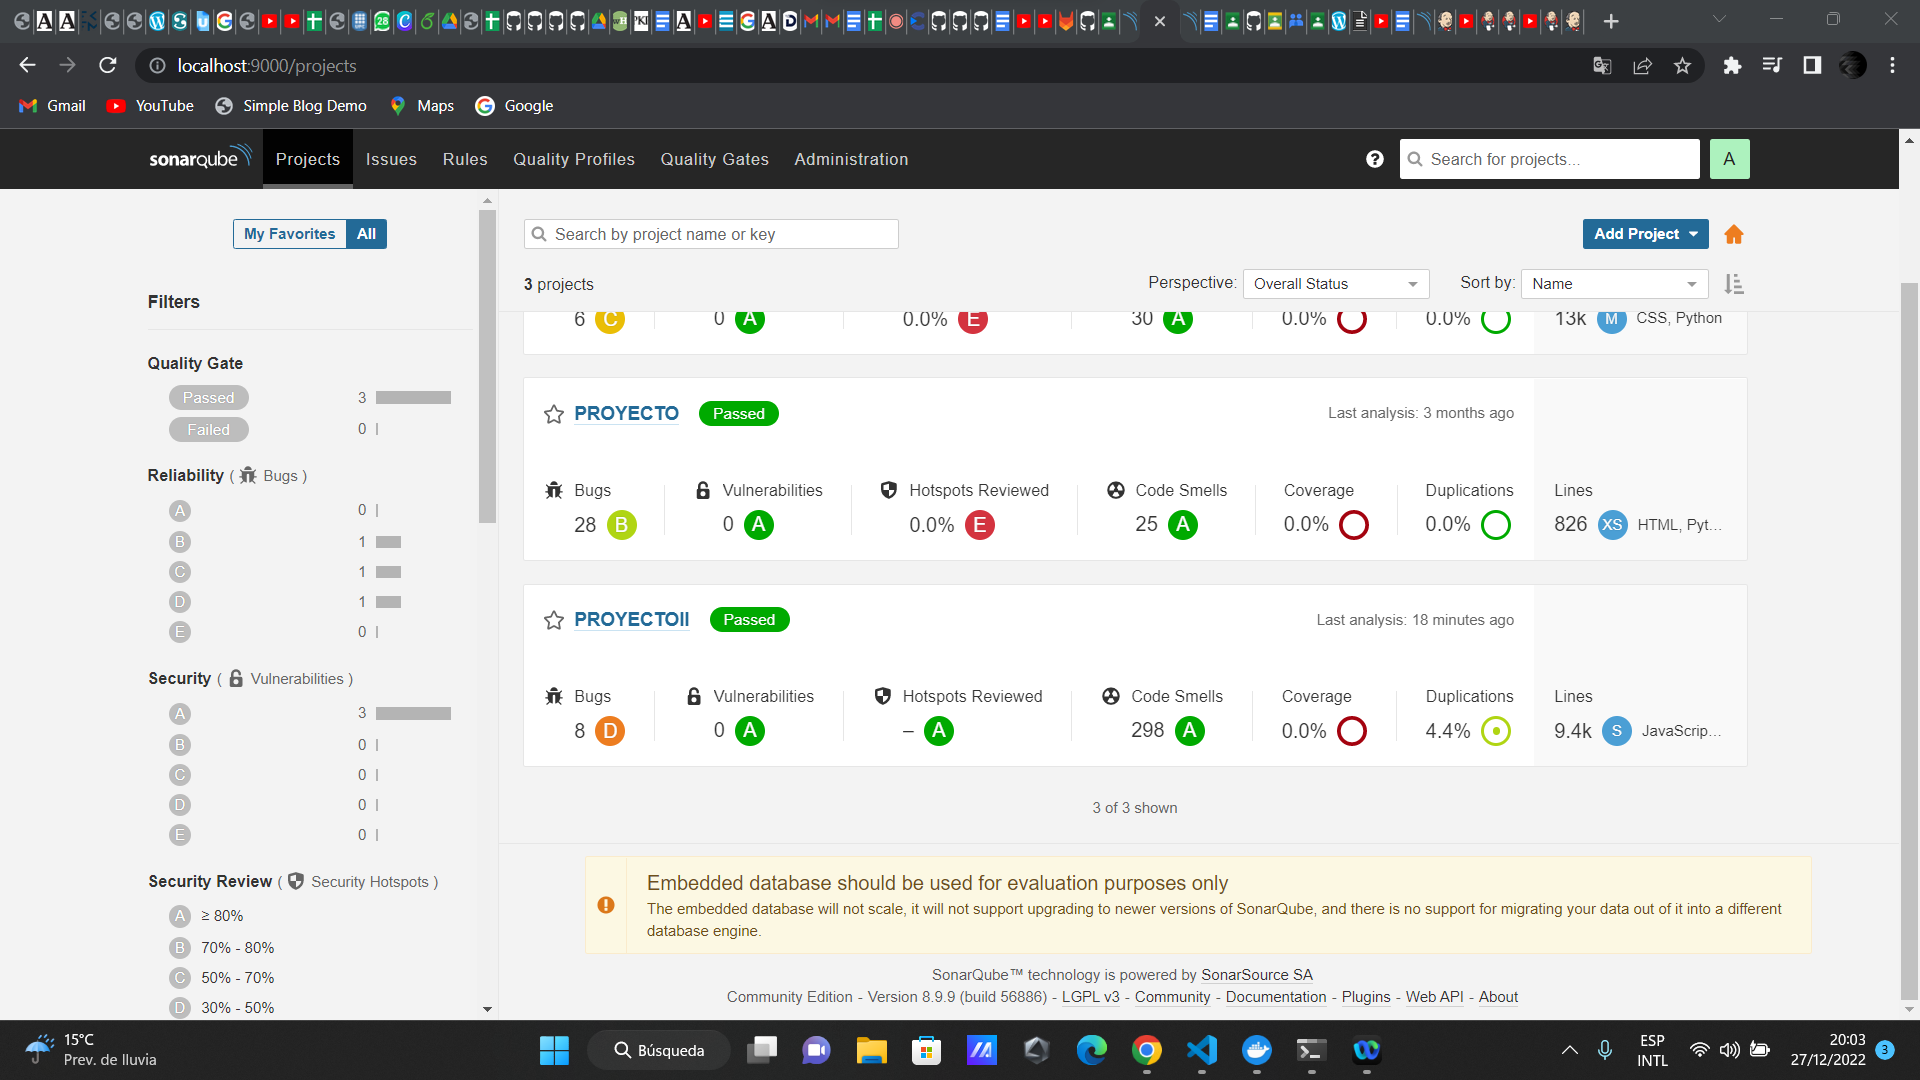 localhost:9000/projects
Gmail
YouTube
Simple Blog Demo
Maps
Google
sonarqube
Projects
Issues
Rules
Quality Profiles
Quality Gates
Administration
Search for projects...
A
My Favorites
All
Search by project name or key
Add Project
3 projects
Perspective:
Overall Status
Sort by:
Name
Filters
Quality Gate
Passed 3
Failed 0
Reliability ( Bugs )
A 0
B 1
C 1
D 1
E 0
Security ( Vulnerabilities )
A 3
B 0
C 0
D 0
E 0
Security Review ( Security Hotspots )
A ≥ 80%
B 70% - 80%
C 50% - 70%
D 30% - 50%
6 C 0 A 0.0% E 30 A 0.0% 0.0% 13k M CSS, Python
PROYECTO Passed Last analysis: 3 months ago
Bugs Vulnerabilities Hotspots Reviewed Code Smells Coverage Duplications Lines
28 B 0 A 0.0% E 25 A 0.0% 0.0% 826 XS HTML, Pyt...
PROYECTOII Passed Last analysis: 18 minutes ago
Bugs Vulnerabilities Hotspots Reviewed Code Smells Coverage Duplications Lines
8 D 0 A – A 298 A 0.0% 4.4% 9.4k S JavaScrip...
3 of 3 shown
Embedded database should be used for evaluation purposes only
The embedded database will not scale, it will not support upgrading to newer versions of SonarQube, and there is no support for migrating your data out of it into a different
database engine.
SonarQube™ technology is powered by SonarSource SA
Community Edition - Version 8.9.9 (build 56886) - LGPL v3 - Community - Documentation - Plugins - Web API - About
15°C
Prev. de lluvia
Búsqueda
ESP
INTL
20:03
27/12/2022
3